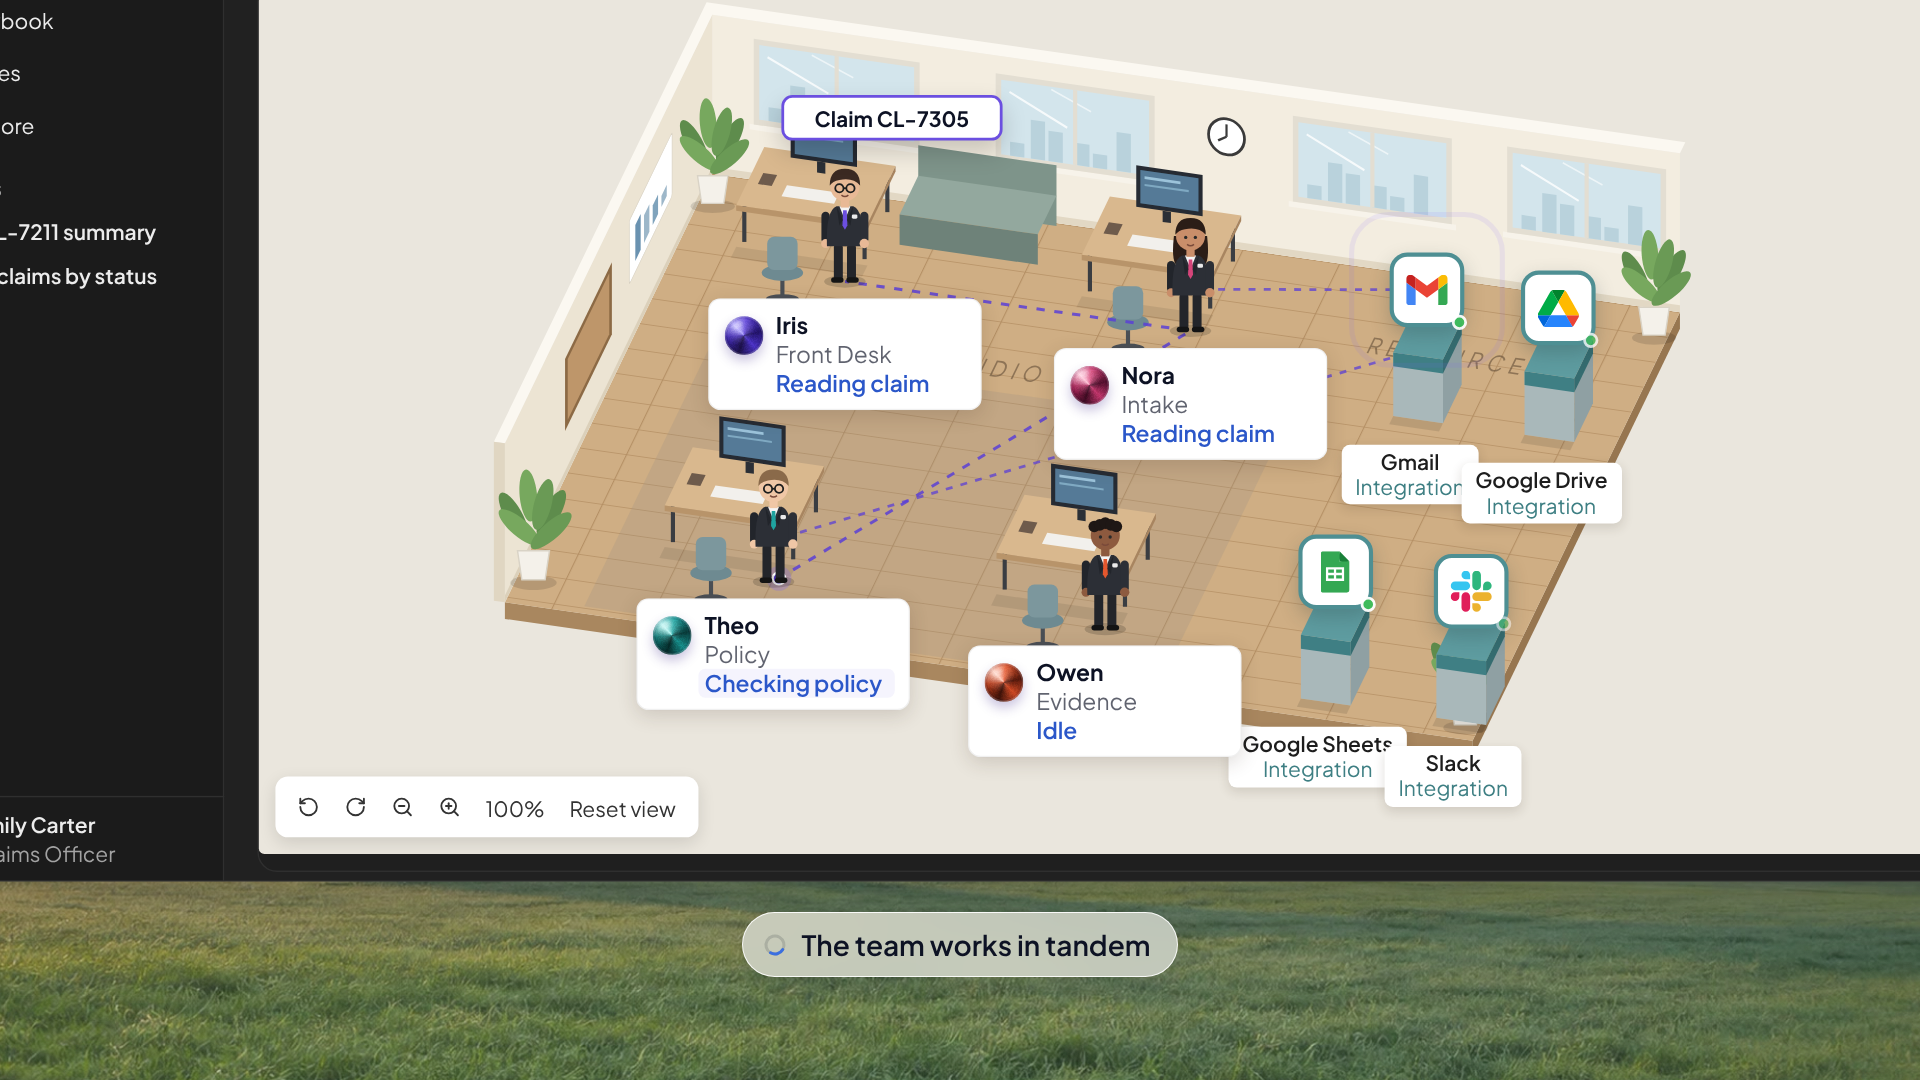 book
es
ore
s
L-7211 summary
claims by status
Claim CL-7305
Iris
Front Desk
Reading claim
Nora
Intake
Reading claim
Gmail
Integration
Google Drive
Integration
Theo
Policy
Checking policy
Owen
Evidence
Idle
Google Sheets
Integration
Slack
Integration
100%
Reset view
ily Carter
aims Officer
The team works in tandem